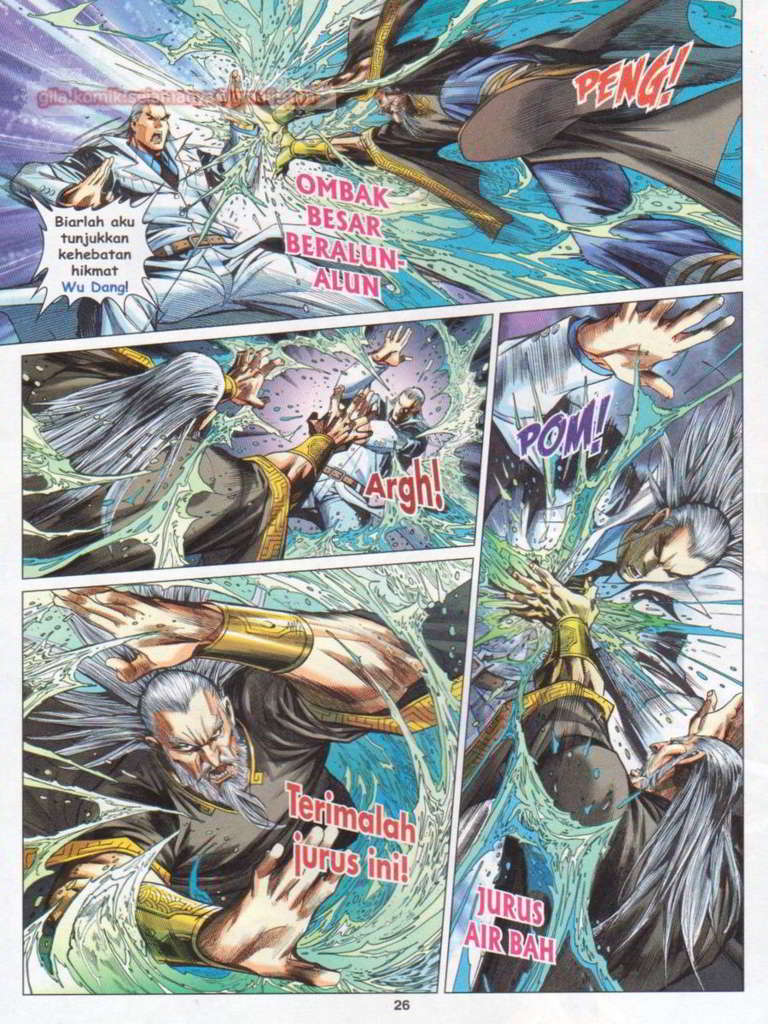 PENG!
OMBAK
BESAR
BERALUN-
ALUN
Biarlah aku
tunjukkan
kehebatan
hikmat
Wu Dang!
Argh!
POM!
Terimalah
jurus ini!
JURUS
AIR BAH
26